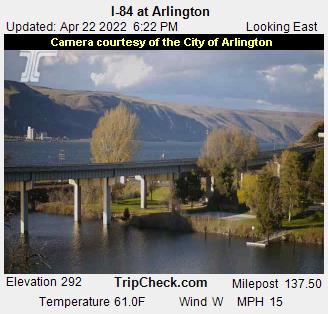 I-84 at Arlington
Updated: Apr 22 2022 6:22 PM Looking East
Camera courtesy of the City of Arlington
Elevation 292 TripCheck.com Milepost 137.50
Temperature 61.0F Wind W MPH 15